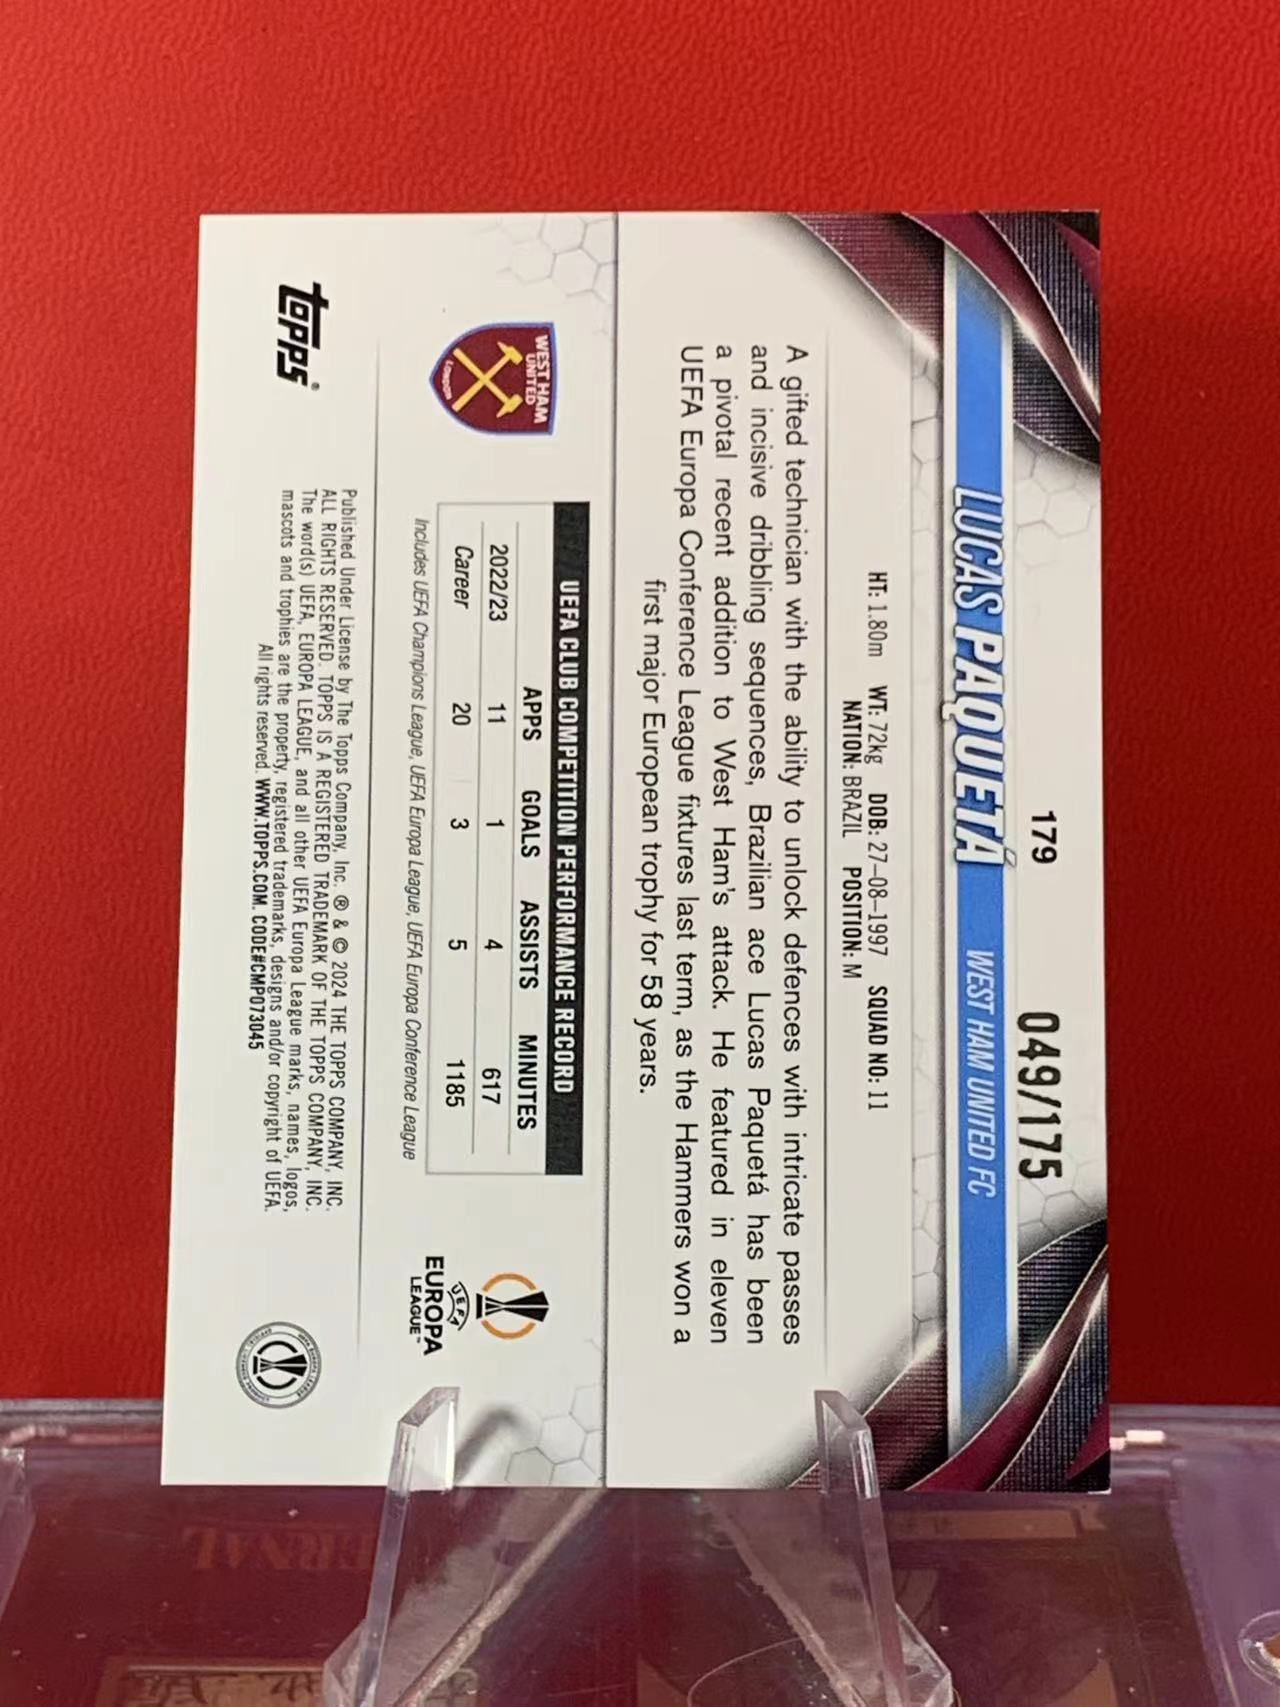 179
049/175
LUCAS PAQUETÁ WEST HAM UNITED FC
HT: 1.80m WT: 72kg DOB: 27-08-1997 SQUAD NO: 11
NATION: BRAZIL POSITION: M
A gifted technician with the ability to unlock defences with intricate passes
and incisive dribbling sequences, Brazilian ace Lucas Paquetá has been
a pivotal recent addition to West Ham's attack. He featured in eleven
UEFA Europa Conference League fixtures last term, as the Hammers won a
first major European trophy for 58 years.
WEST HAM
UNITED
London
UEFA CLUB COMPETITION PERFORMANCE RECORD
APPS GOALS ASSISTS MINUTES
2022/23 11 1 4 617
Career 20 3 5 1185
Includes UEFA Champions League, UEFA Europa League, UEFA Europa Conference League
UEFA
EUROPA
LEAGUE™
topps®
Published Under License by The Topps Company, Inc. ® & © 2024 THE TOPPS COMPANY, INC.
ALL RIGHTS RESERVED. TOPPS IS A REGISTERED TRADEMARK OF THE TOPPS COMPANY, INC.
The word(s) UEFA, EUROPA LEAGUE, and all other UEFA Europa League marks, names, logos,
mascots and trophies are the property, registered trademarks, designs and/or copyright of UEFA.
All rights reserved. WWW.TOPPS.COM. CODE#CMP073045